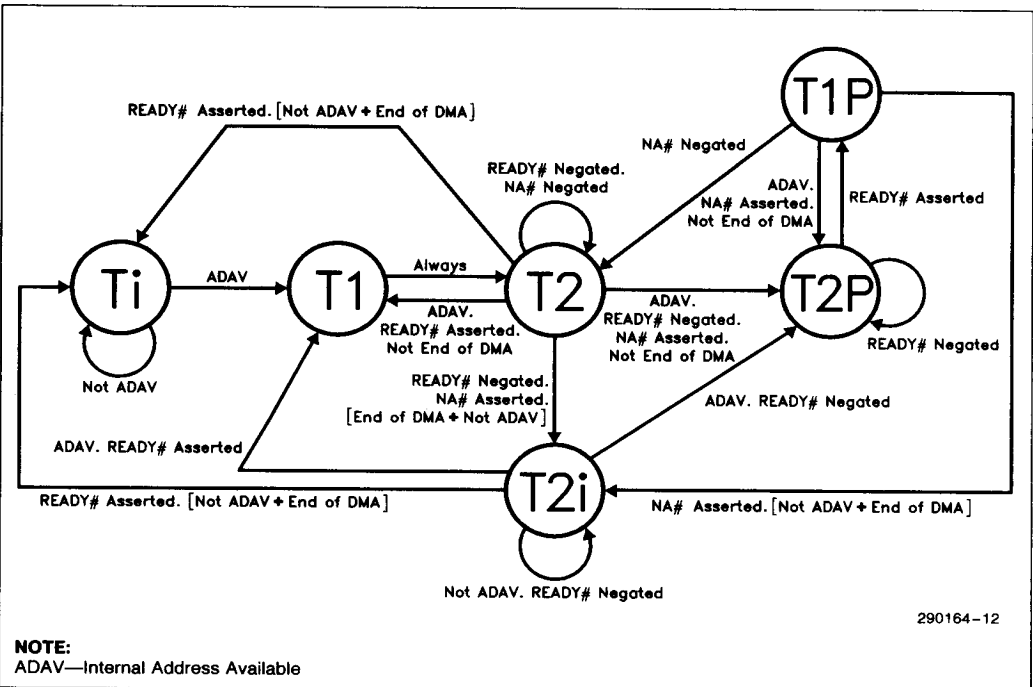 T1P
READY# Asserted. [Not ADAV + End of DMA]
NA# Negated
READY# Negated.
NA# Negated
ADAV.
NA# Asserted.
Not End of DMA
READY# Asserted
Ti
ADAV
T1
Always
T2
T2P
ADAV.
READY# Asserted.
Not End of DMA
ADAV.
READY# Negated.
NA# Asserted.
Not End of DMA
READY# Negated
Not ADAV
READY# Negated.
NA# Asserted.
[End of DMA + Not ADAV]
ADAV. READY# Negated
ADAV. READY# Asserted
T2i
READY# Asserted. [Not ADAV + End of DMA]
NA# Asserted. [Not ADAV + End of DMA]
Not ADAV. READY# Negated
290164-12
NOTE:
ADAV—Internal Address Available